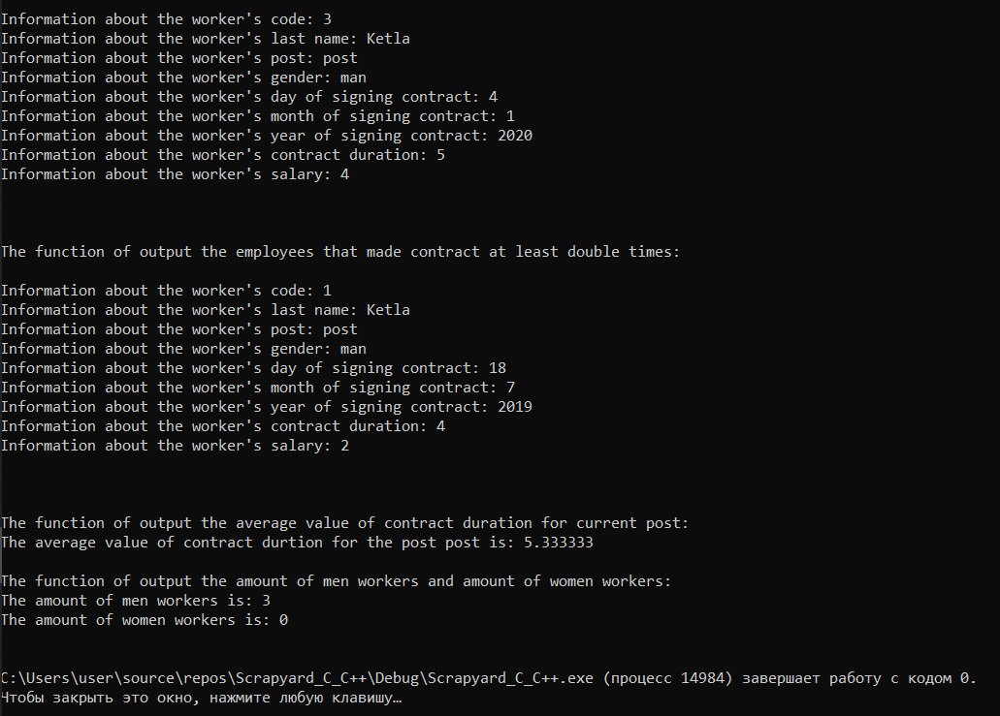 Information about the worker's code: 3
Information about the worker's last name: Ketla
Information about the worker's post: post
Information about the worker's gender: man
Information about the worker's day of signing contract: 4
Information about the worker's month of signing contract: 1
Information about the worker's year of signing contract: 2020
Information about the worker's contract duration: 5
Information about the worker's salary: 4
The function of output the employees that made contract at least double times:
Information about the worker's code: 1
Information about the worker's last name: Ketla
Information about the worker's post: post
Information about the worker's gender: man
Information about the worker's day of signing contract: 18
Information about the worker's month of signing contract: 7
Information about the worker's year of signing contract: 2019
Information about the worker's contract duration: 4
Information about the worker's salary: 2
The function of output the average value of contract duration for current post:
The average value of contract durtion for the post post is: 5.333333
The function of output the amount of men workers and amount of women workers:
The amount of men workers is: 3
The amount of women workers is: 0
C:\Users\user\source\repos\Scrapyard_C_C++\Debug\Scrapyard_C_C++.exe (процесс 14984) завершает работу с кодом 0.
Чтобы закрыть это окно, нажмите любую клавишу…